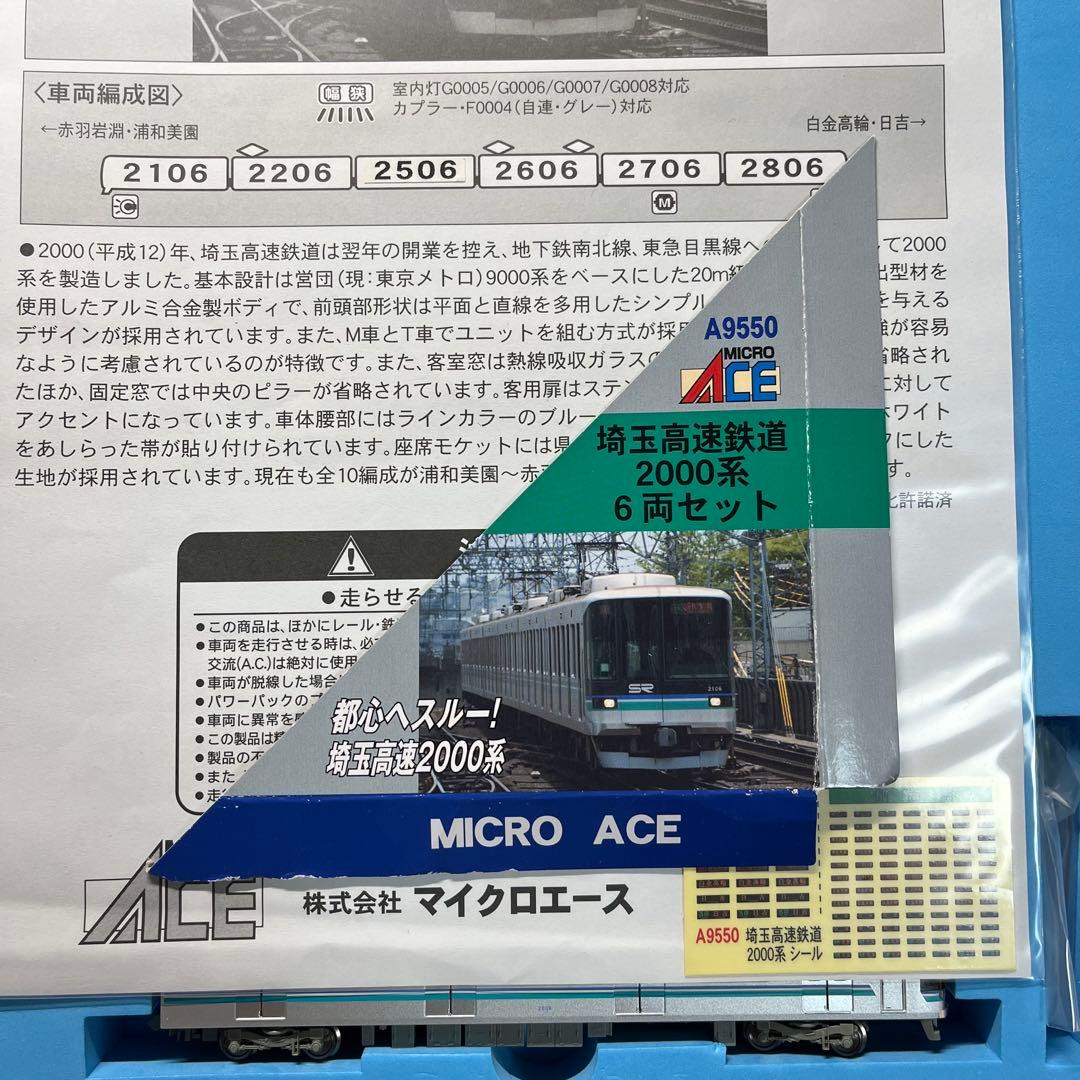 〈車両編成図〉
幅 狭
室内灯G0005/G0006/G0007/G0008対応
カプラー・F0004(自連・グレー)対応
←赤羽岩淵・浦和美園
白金高輪・日吉→
2106 2206 2506 2606 2706 2806
M
●2000(平成12)年、埼玉高速鉄道は翌年の開業を控え、地下鉄南北線、東急目黒線へ て2000
系を製造しました。基本設計は営団(現:東京メトロ)9000系をベースにした20m 出型材を
使用したアルミ合金製ボディで、前頭部形状は平面と直線を多用したシンプル を与える
デザインが採用されています。また、M車とT車でユニットを組む方式が採 が容易
なように考慮されているのが特徴です。また、客室窓は熱線吸収ガラスの 省略され
たほか、固定窓では中央のピラーが省略されています。客用扉はステン に対して
アクセントになっています。車体腰部にはラインカラーのブルー ホワイト
をあしらった帯が貼り付けられています。座席モケットには県 クにした
生地が採用されています。現在も全10編成が浦和美園〜赤 す。
許諾済
A9550
MICRO
ACE
埼玉高速鉄道
2000系
6両セット
SR
2106
都心へスルー!
埼玉高速2000系
MICRO ACE
●走らせる
●この商品は、ほかにレール・鉄
●車両を走行させる時は、必
交流(A.C.)は絶対に使用
●車両が脱線した場合
●パワーパックの
●車両に異常を
●この製品は
●製品の不
●また
●走
ACE
株式会社 マイクロエース
A9550 埼玉高速鉄道
2000系 シール